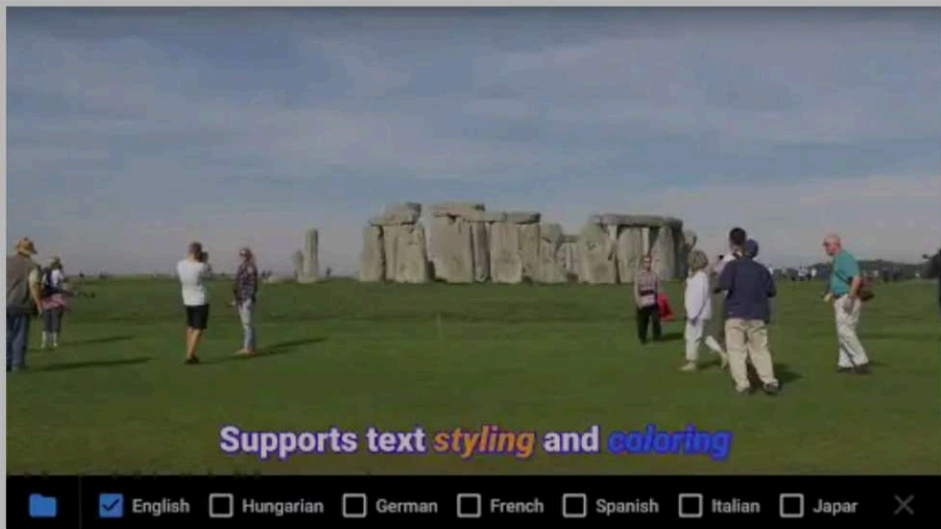 Supports text styling and coloring
English Hungarian German French Spanish Italian Japar